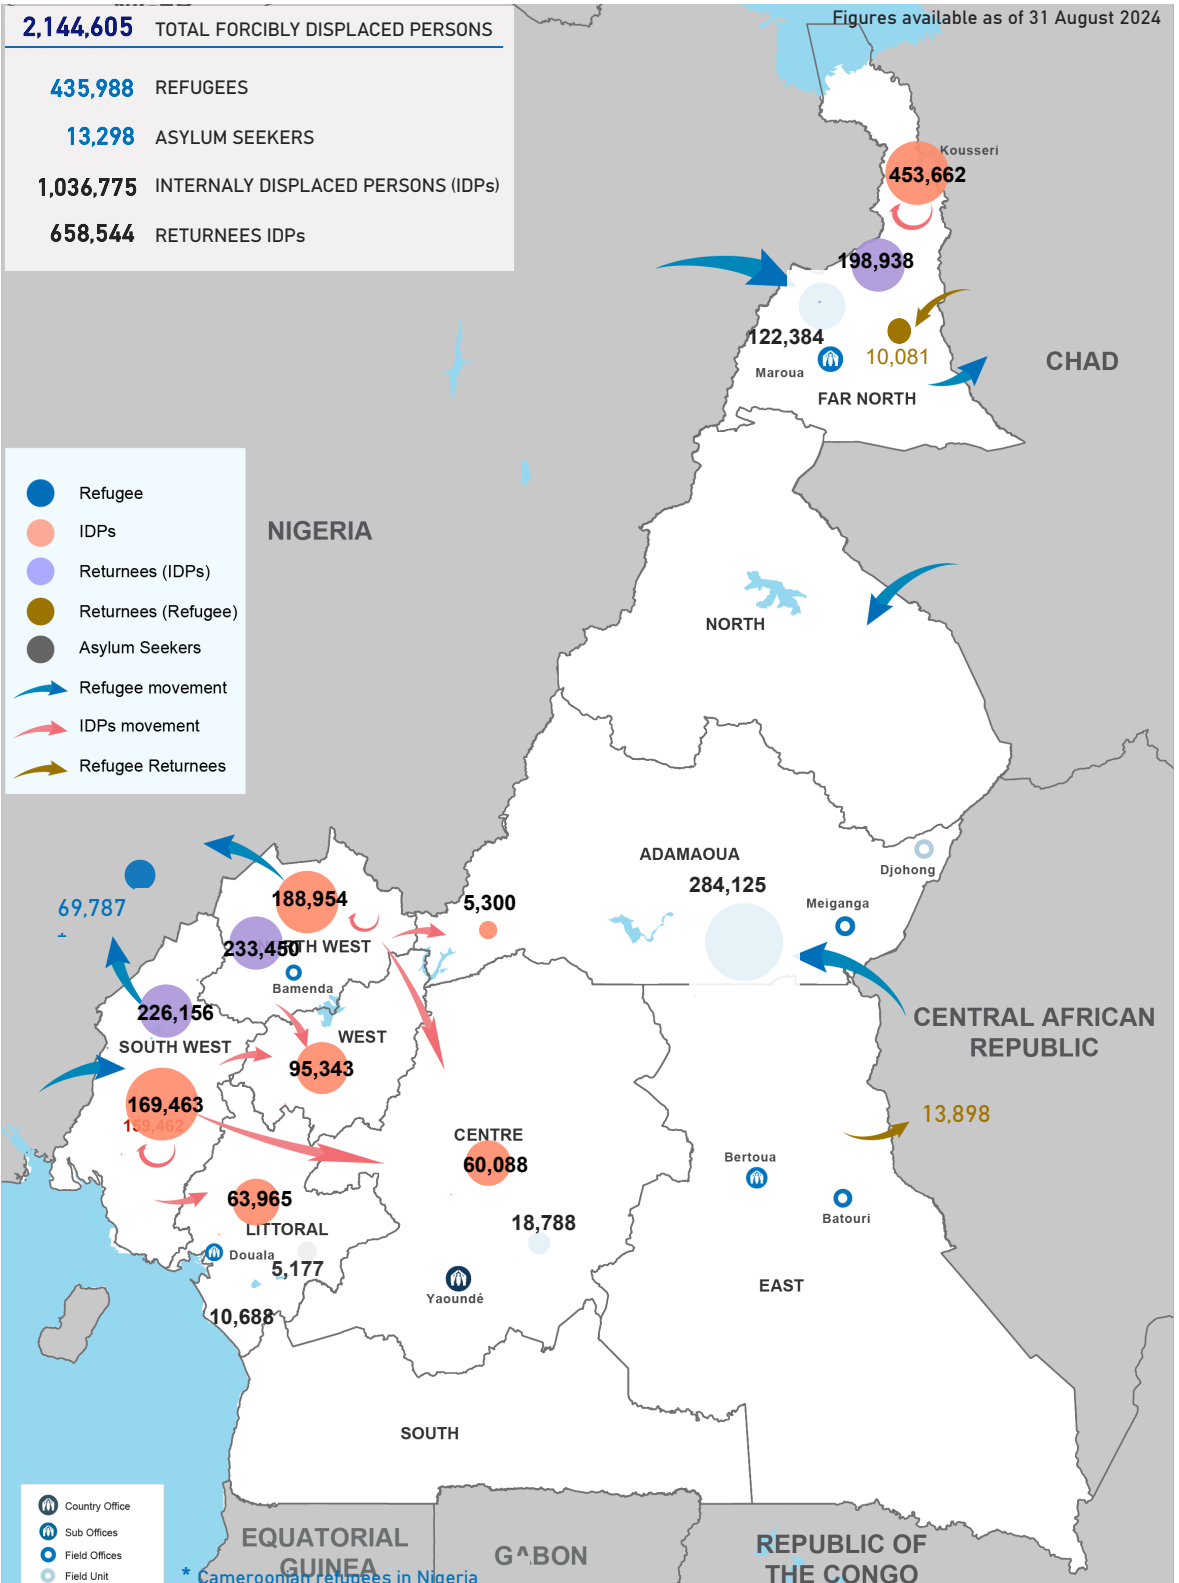 Figures available as of 31 August 2024
2,144,605 TOTAL FORCIBLY DISPLACED PERSONS
435,988 REFUGEES
13,298 ASYLUM SEEKERS
1,036,775 INTERNALY DISPLACED PERSONS (IDPs)
658,544 RETURNEES IDPs
Kousseri
453,662
198,938
122,384
10,081
Maroua
FAR NORTH
CHAD
Refugee
IDPs
Returnees (IDPs)
Returnees (Refugee)
Asylum Seekers
Refugee movement
IDPs movement
Refugee Returnees
NIGERIA
NORTH
ADAMAOUA
284,125
Djohong
Meiganga
69,787
*
188,954
5,300
233,450
NORTH WEST
Bamenda
226,156
SOUTH WEST
WEST
95,343
CENTRAL AFRICAN
REPUBLIC
169,463
159,462
13,898
CENTRE
60,088
Bertoua
Batouri
63,965
LITTORAL
18,788
Douala
5,177
Yaoundé
EAST
10,688
SOUTH
Country Office
Sub Offices
Field Offices
Field Unit
EQUATORIAL
GUINEA
GABON
REPUBLIC OF
THE CONGO
* Cameroonian refugees in Nigeria